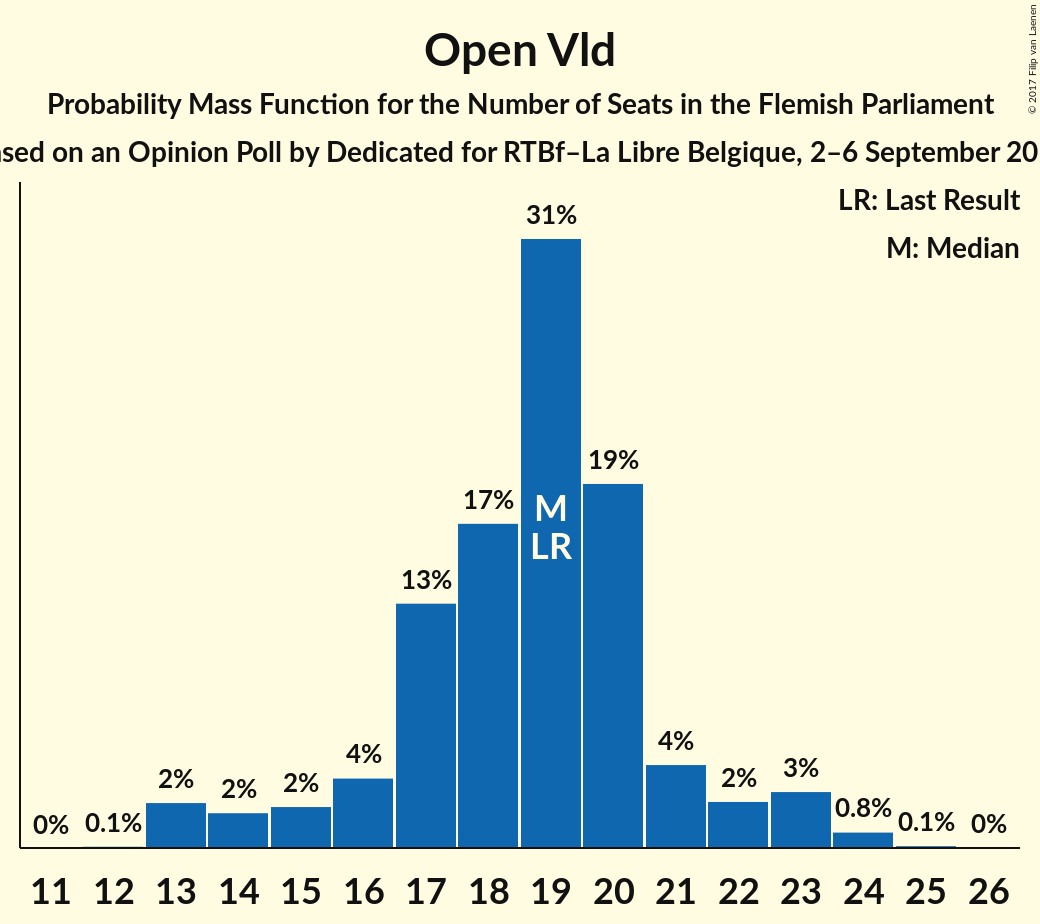 Open Vld
Probability Mass Function for the Number of Seats in the Flemish Parliament
on an Opinion Poll by Dedicated for RTBf–La Libre Belgique, 2–6 September
© 2017 Filip van Laenen
LR: Last Result
M: Median
31%
19%
17%
M
LR
13%
4%
4%
3%
2%
2%
2%
2%
0.8%
0%
0.1%
0.1%
0%
11 12 13 14 15 16 17 18 19 20 21 22 23 24 25 26